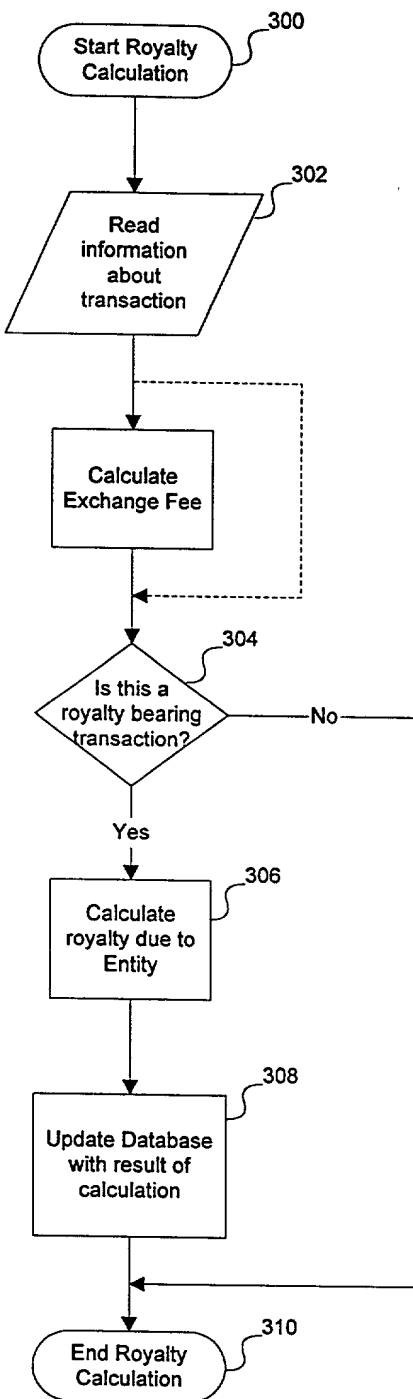 300
Start Royalty
Calculation
302
Read
information
about
transaction
Calculate
Exchange Fee
304
Is this a
royalty bearing
transaction?
No
Yes
306
Calculate
royalty due to
Entity
308
Update Database
with result of
calculation
310
End Royalty
Calculation